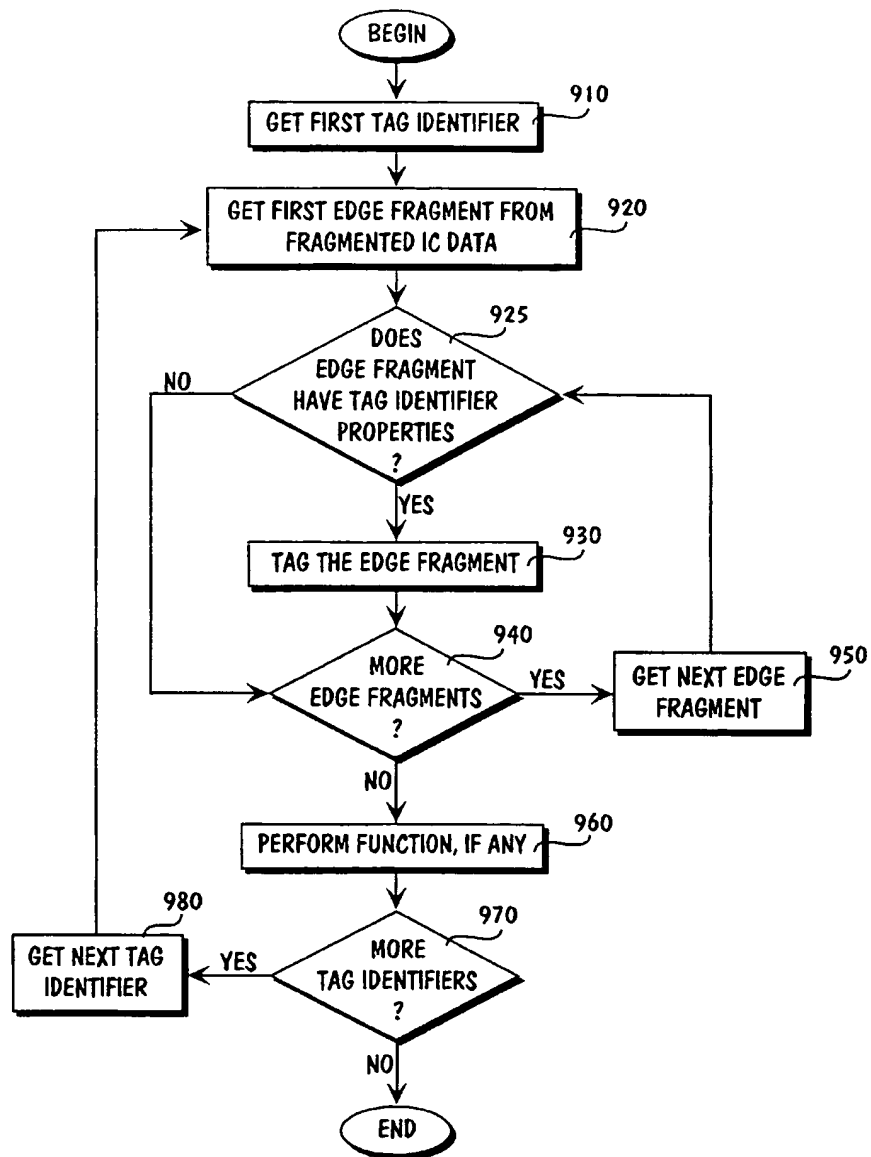 BEGIN
910
GET FIRST TAG IDENTIFIER
GET FIRST EDGE FRAGMENT FROM
FRAGMENTED IC DATA
920
925
DOES
EDGE FRAGMENT
HAVE TAG IDENTIFIER
PROPERTIES
?
NO
YES
930
TAG THE EDGE FRAGMENT
940
MORE
EDGE FRAGMENTS
?
YES
GET NEXT EDGE
FRAGMENT
950
NO
PERFORM FUNCTION, IF ANY
960
970
MORE
TAG IDENTIFIERS
?
YES
980
GET NEXT TAG
IDENTIFIER
NO
END